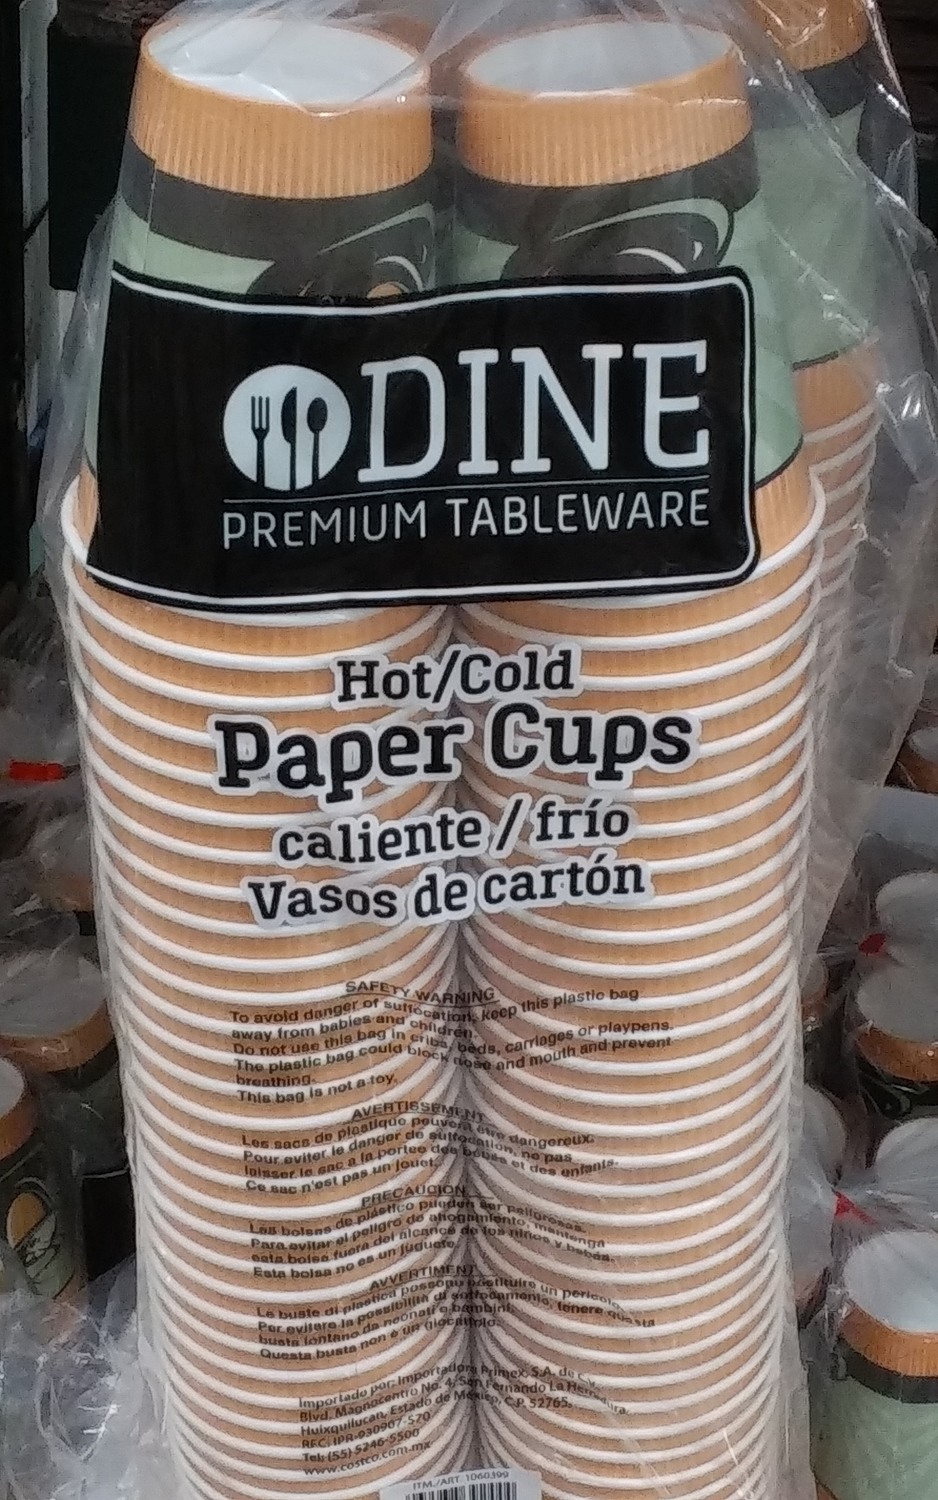 DINE
PREMIUM TABLEWARE
Hot/Cold
Paper Cups
caliente / frío
Vasos de cartón
SAFETY WARNING
To avoid danger of suffocation, keep this plastic bag
away from babies and children.
Do not use this bag in cribs, beds, carriages or playpens.
The plastic bag could block nose and mouth and prevent
breathing.
This bag is not a toy.
AVERTISSEMENT
Les sacs de plastique peuvent être dangereux.
Pour eviter le danger de suffocation, ne pas
laisser le sac a la portee des bebes et des enfants.
Ce sac n'est pas un jouet.
PRECAUCION
Las bolsas de plástico pueden ser peligrosas.
Para evitar el peligro de ahogamiento, mantenga
esta bolsa fuera del alcance de los niños y bebés.
Esta bolsa no es un juguete.
AVVERTIMENTI
Le buste di plastica possono costituire un pericolo.
Per evitare la possibilità di soffocamento, tenere questa
busta lontano da neonati o bambini.
Questa busta non è un giocattolo.
Importado por: Importadora Primex, S.A. de C.V.
Blvd. Magnocentro No. 4, San Fernando La Herradura,
Huixquilucan, Estado de México, C.P. 52765.
RFC: IPR-930907-S70
Tel: (55) 5246-5500
www.costco.com.mx
ITM./ART. 1060399